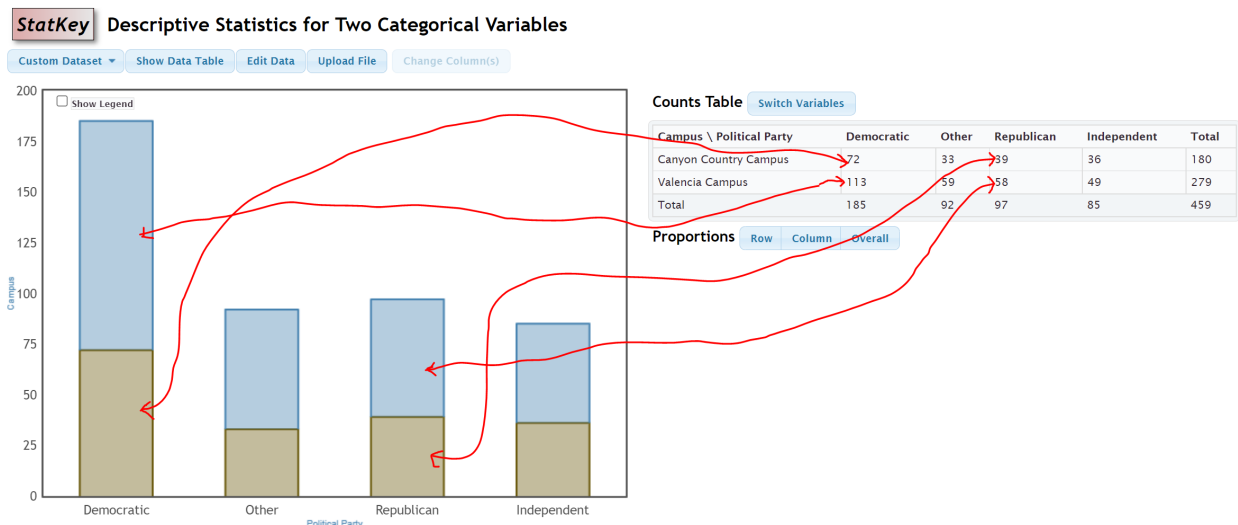 StatKey Descriptive Statistics for Two Categorical Variables
Custom Dataset Show Data Table Edit Data Upload File Change Column(s)
Show Legend
200
175
150
125
100
75
50
25
0
Campus
Democratic Other Republican Independent
Political Party
Counts Table Switch Variables
Campus \ Political Party Democratic Other Republican Independent Total
Canyon Country Campus 72 33 39 36 180
Valencia Campus 113 59 58 49 279
Total 185 92 97 85 459
Proportions Row Column Overall